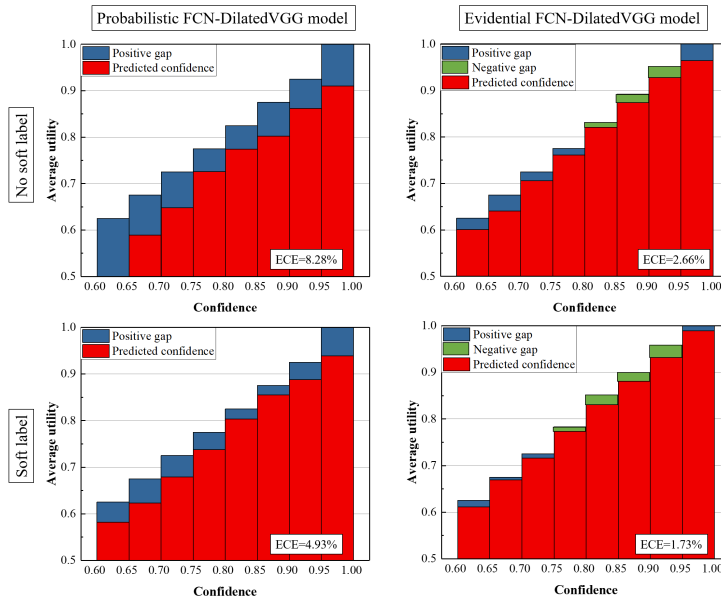 Probabilistic FCN-DilatedVGG model
Evidential FCN-DilatedVGG model
No soft label
Average utility
1.0
0.9
0.8
0.7
0.6
0.5
Positive gap
Predicted confidence
ECE=8.28%
0.60 0.65 0.70 0.75 0.80 0.85 0.90 0.95 1.00
Confidence
Average utility
1.0
0.9
0.8
0.7
0.6
0.5
Positive gap
Negative gap
Predicted confidence
ECE=2.66%
0.60 0.65 0.70 0.75 0.80 0.85 0.90 0.95 1.00
Confidence
Soft label
Average utility
1.0
0.9
0.8
0.7
0.6
0.5
Positive gap
Predicted confidence
ECE=4.93%
0.60 0.65 0.70 0.75 0.80 0.85 0.90 0.95 1.00
Confidence
Average utility
1.0
0.9
0.8
0.7
0.6
0.5
Positive gap
Negative gap
Predicted confidence
ECE=1.73%
0.60 0.65 0.70 0.75 0.80 0.85 0.90 0.95 1.00
Confidence